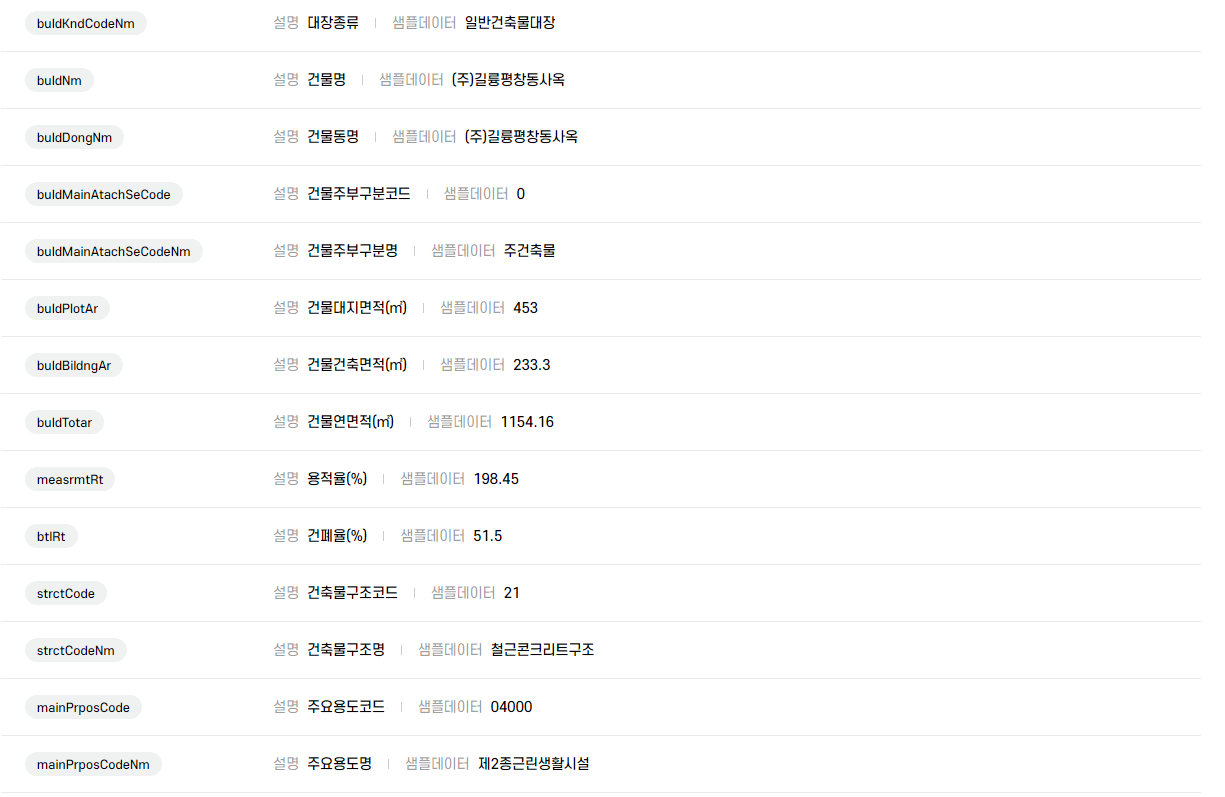 buldKndCodeNm 설명 대장종류 샘플데이터 일반건축물대장
buldNm 설명 건물명 샘플데이터 (주)길륭평창동사옥
buldDongNm 설명 건물동명 샘플데이터 (주)길륭평창동사옥
buldMainAtachSeCode 설명 건물주부구분코드 샘플데이터 0
buldMainAtachSeCodeNm 설명 건물주부구분명 샘플데이터 주건축물
buldPlotAr 설명 건물대지면적(㎡) 샘플데이터 453
buldBildngAr 설명 건물건축면적(㎡) 샘플데이터 233.3
buldTotar 설명 건물연면적(㎡) 샘플데이터 1154.16
measrmtRt 설명 용적율(%) 샘플데이터 198.45
btlRt 설명 건폐율(%) 샘플데이터 51.5
strctCode 설명 건축물구조코드 샘플데이터 21
strctCodeNm 설명 건축물구조명 샘플데이터 철근콘크리트구조
mainPrposCode 설명 주요용도코드 샘플데이터 04000
mainPrposCodeNm 설명 주요용도명 샘플데이터 제2종근린생활시설